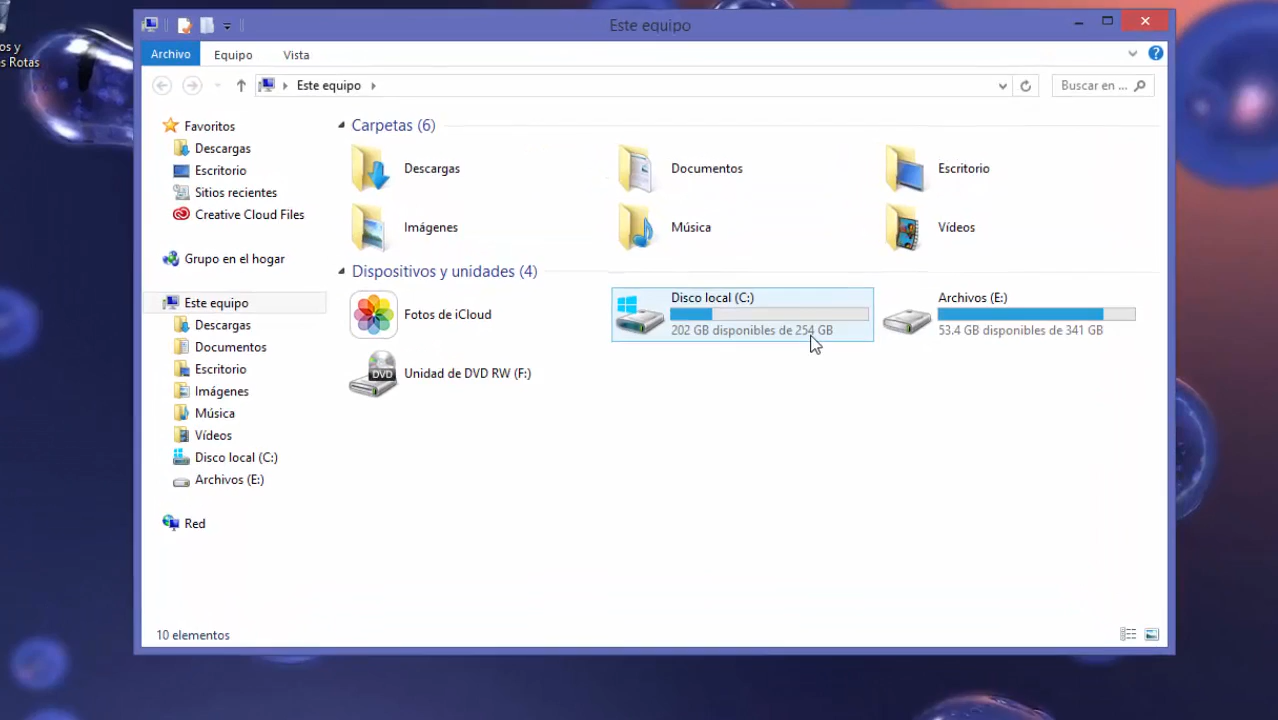 s y
es Rotas
Este equipo
Archivo Equipo Vista
Este equipo
Buscar en ...
Favoritos
Descargas
Escritorio
Sitios recientes
Creative Cloud Files
Grupo en el hogar
Este equipo
Descargas
Documentos
Escritorio
Imágenes
Música
Vídeos
Disco local (C:)
Archivos (E:)
Red
Carpetas (6)
Descargas Documentos Escritorio
Imágenes Música Vídeos
Dispositivos y unidades (4)
Fotos de iCloud
Disco local (C:)
202 GB disponibles de 254 GB
Archivos (E:)
53.4 GB disponibles de 341 GB
DVD
Unidad de DVD RW (F:)
10 elementos